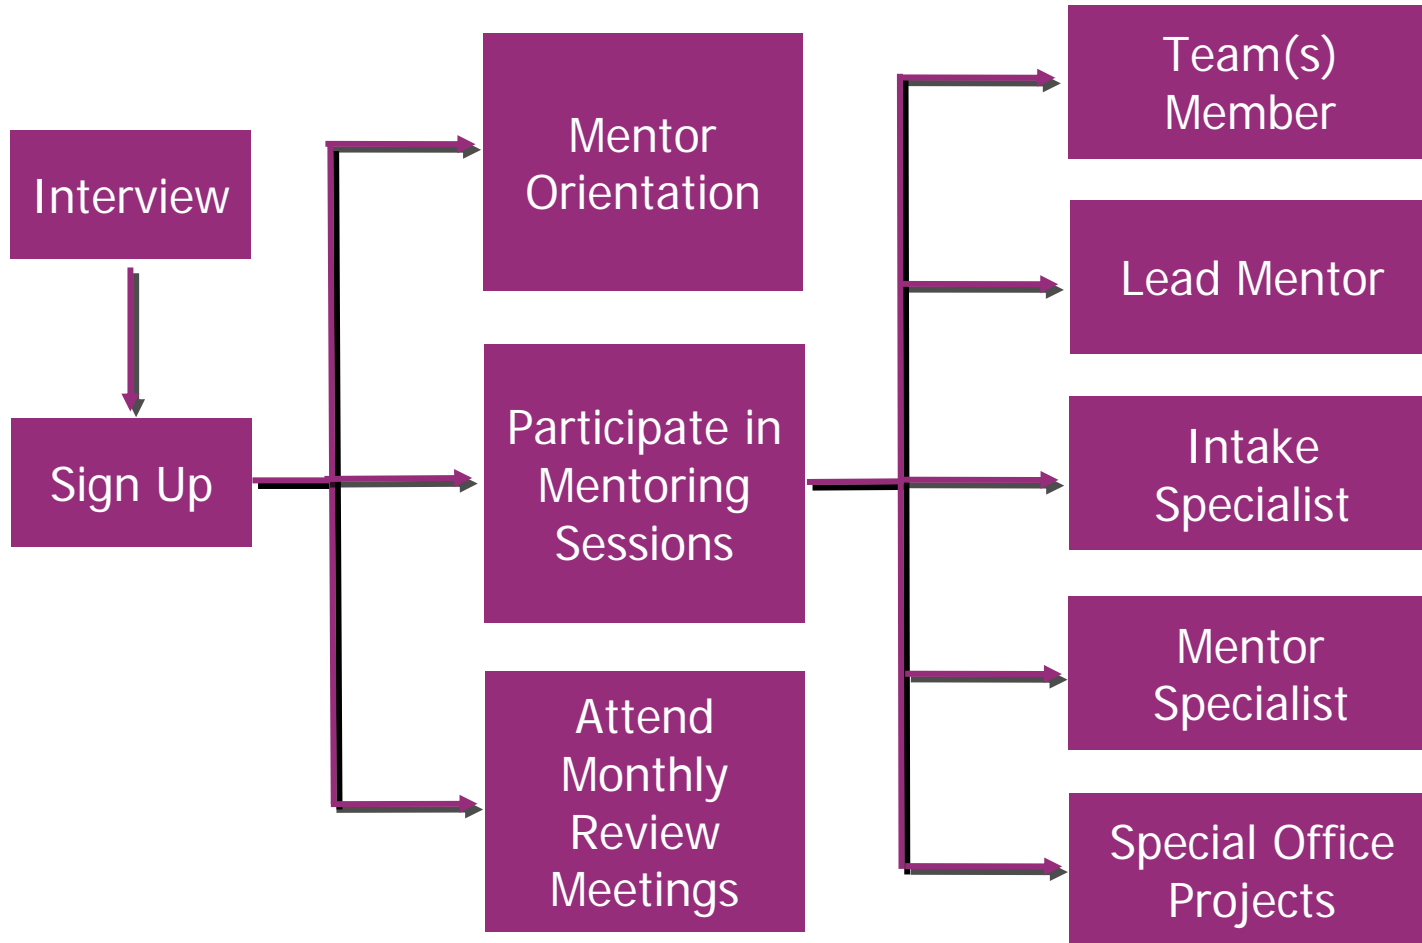 Interview
Sign Up
Mentor
Orientation
Participate in
Mentoring
Sessions
Attend
Monthly
Review
Meetings
Team(s)
Member
Lead Mentor
Intake
Specialist
Mentor
Specialist
Special Office
Projects